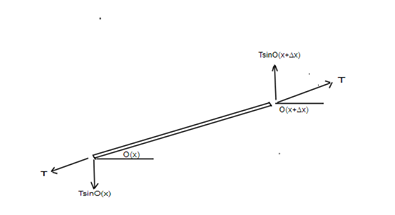 TsinO(x+Δx)
T
O(x+Δx)
O(x)
T
TsinO(x)